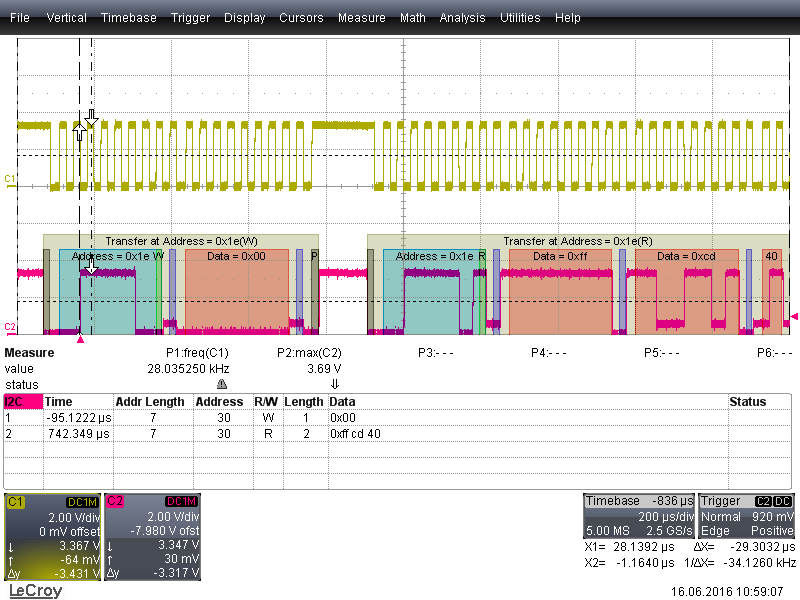 File Vertical Timebase Trigger Display Cursors Measure Math Analysis Utilities Help
C1
Transfer at Address = 0x1e(W) Transfer at Address = 0x1e(R)
Address = 0x1e W Data = 0x00 P Address = 0x1e R Data = 0xff Data = 0xcd 40
C2
Measure P1:freq(C1) P2:max(C2) P3:--- P4:--- P5:--- P6:---
value 28.035250 kHz 3.69 V
status
I2C Time Addr Length Address R/W Length Data Status
1 -95.1222 µs 7 30 W 1 0x00
2 742.349 µs 7 30 R 2 0xff cd 40
C1 DC1M
2.00 V/div
0 mV offset
3.367 V
-64 mV
Δy -3.431 V
C2 DC1M
2.00 V/div
-7.980 V ofst
3.347 V
30 mV
Δy -3.317 V
Timebase -836 µs
200 µs/div
5.00 MS 2.5 GS/s
Trigger C2 DC
Normal 920 mV
Edge Positive
X1= 28.1392 µs ΔX= -29.3032 µs
X2= -1.1640 µs 1/ΔX= -34.1260 kHz
LeCroy
16.06.2016 10:59:07